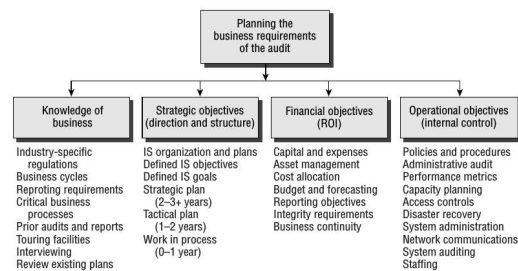 Planning the
business requirements
of the audit
Knowledge of
business
Industry-specific
regulations
Business cycles
Reproting requirements
Critical business
processes
Prior audits and reports
Touring facilities
Interviewing
Review existing plans
Strategic objectives
(direction and structure)
IS organization and plans
Defined IS objectives
Defined IS goals
Strategic plan
(2–3+ years)
Tactical plan
(1–2 years)
Work in process
(0–1 year)
Financial objectives
(ROI)
Capital and expenses
Asset management
Cost allocation
Budget and forecasting
Reporting objectives
Integrity requirements
Business continuity
Operational objectives
(internal control)
Policies and procedures
Administrative audit
Performance metrics
Capacity planning
Access controls
Disaster recovery
System administration
Network communications
System auditing
Staffing